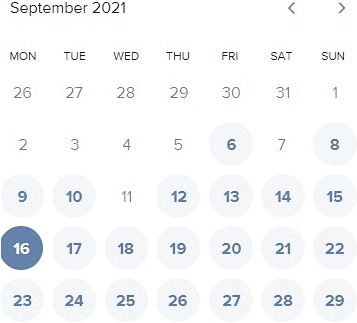 September 2021
MON TUE WED THU FRI SAT SUN
26 27 28 29 30 31 1
2 3 4 5 6 7 8
9 10 11 12 13 14 15
16 17 18 19 20 21 22
23 24 25 26 27 28 29